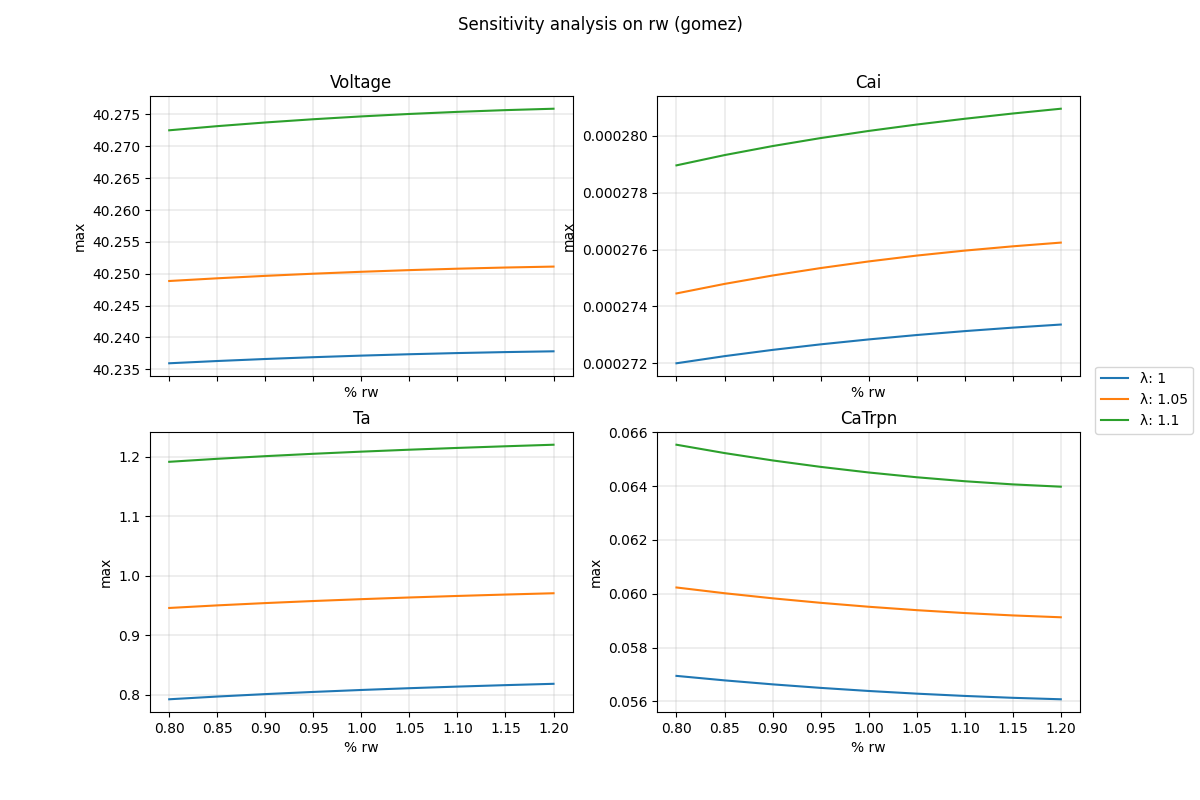 Sensitivity analysis on rw (gomez)
Voltage
40.275
40.270
40.265
40.260
40.255
40.250
40.245
40.240
40.235
max
% rw
Cai
0.000280
0.000278
0.000276
0.000274
0.000272
max
% rw
λ: 1
λ: 1.05
λ: 1.1
Ta
1.2
1.1
1.0
0.9
0.8
max
0.80 0.85 0.90 0.95 1.00 1.05 1.10 1.15 1.20
% rw
CaTrpn
0.066
0.064
0.062
0.060
0.058
0.056
max
0.80 0.85 0.90 0.95 1.00 1.05 1.10 1.15 1.20
% rw